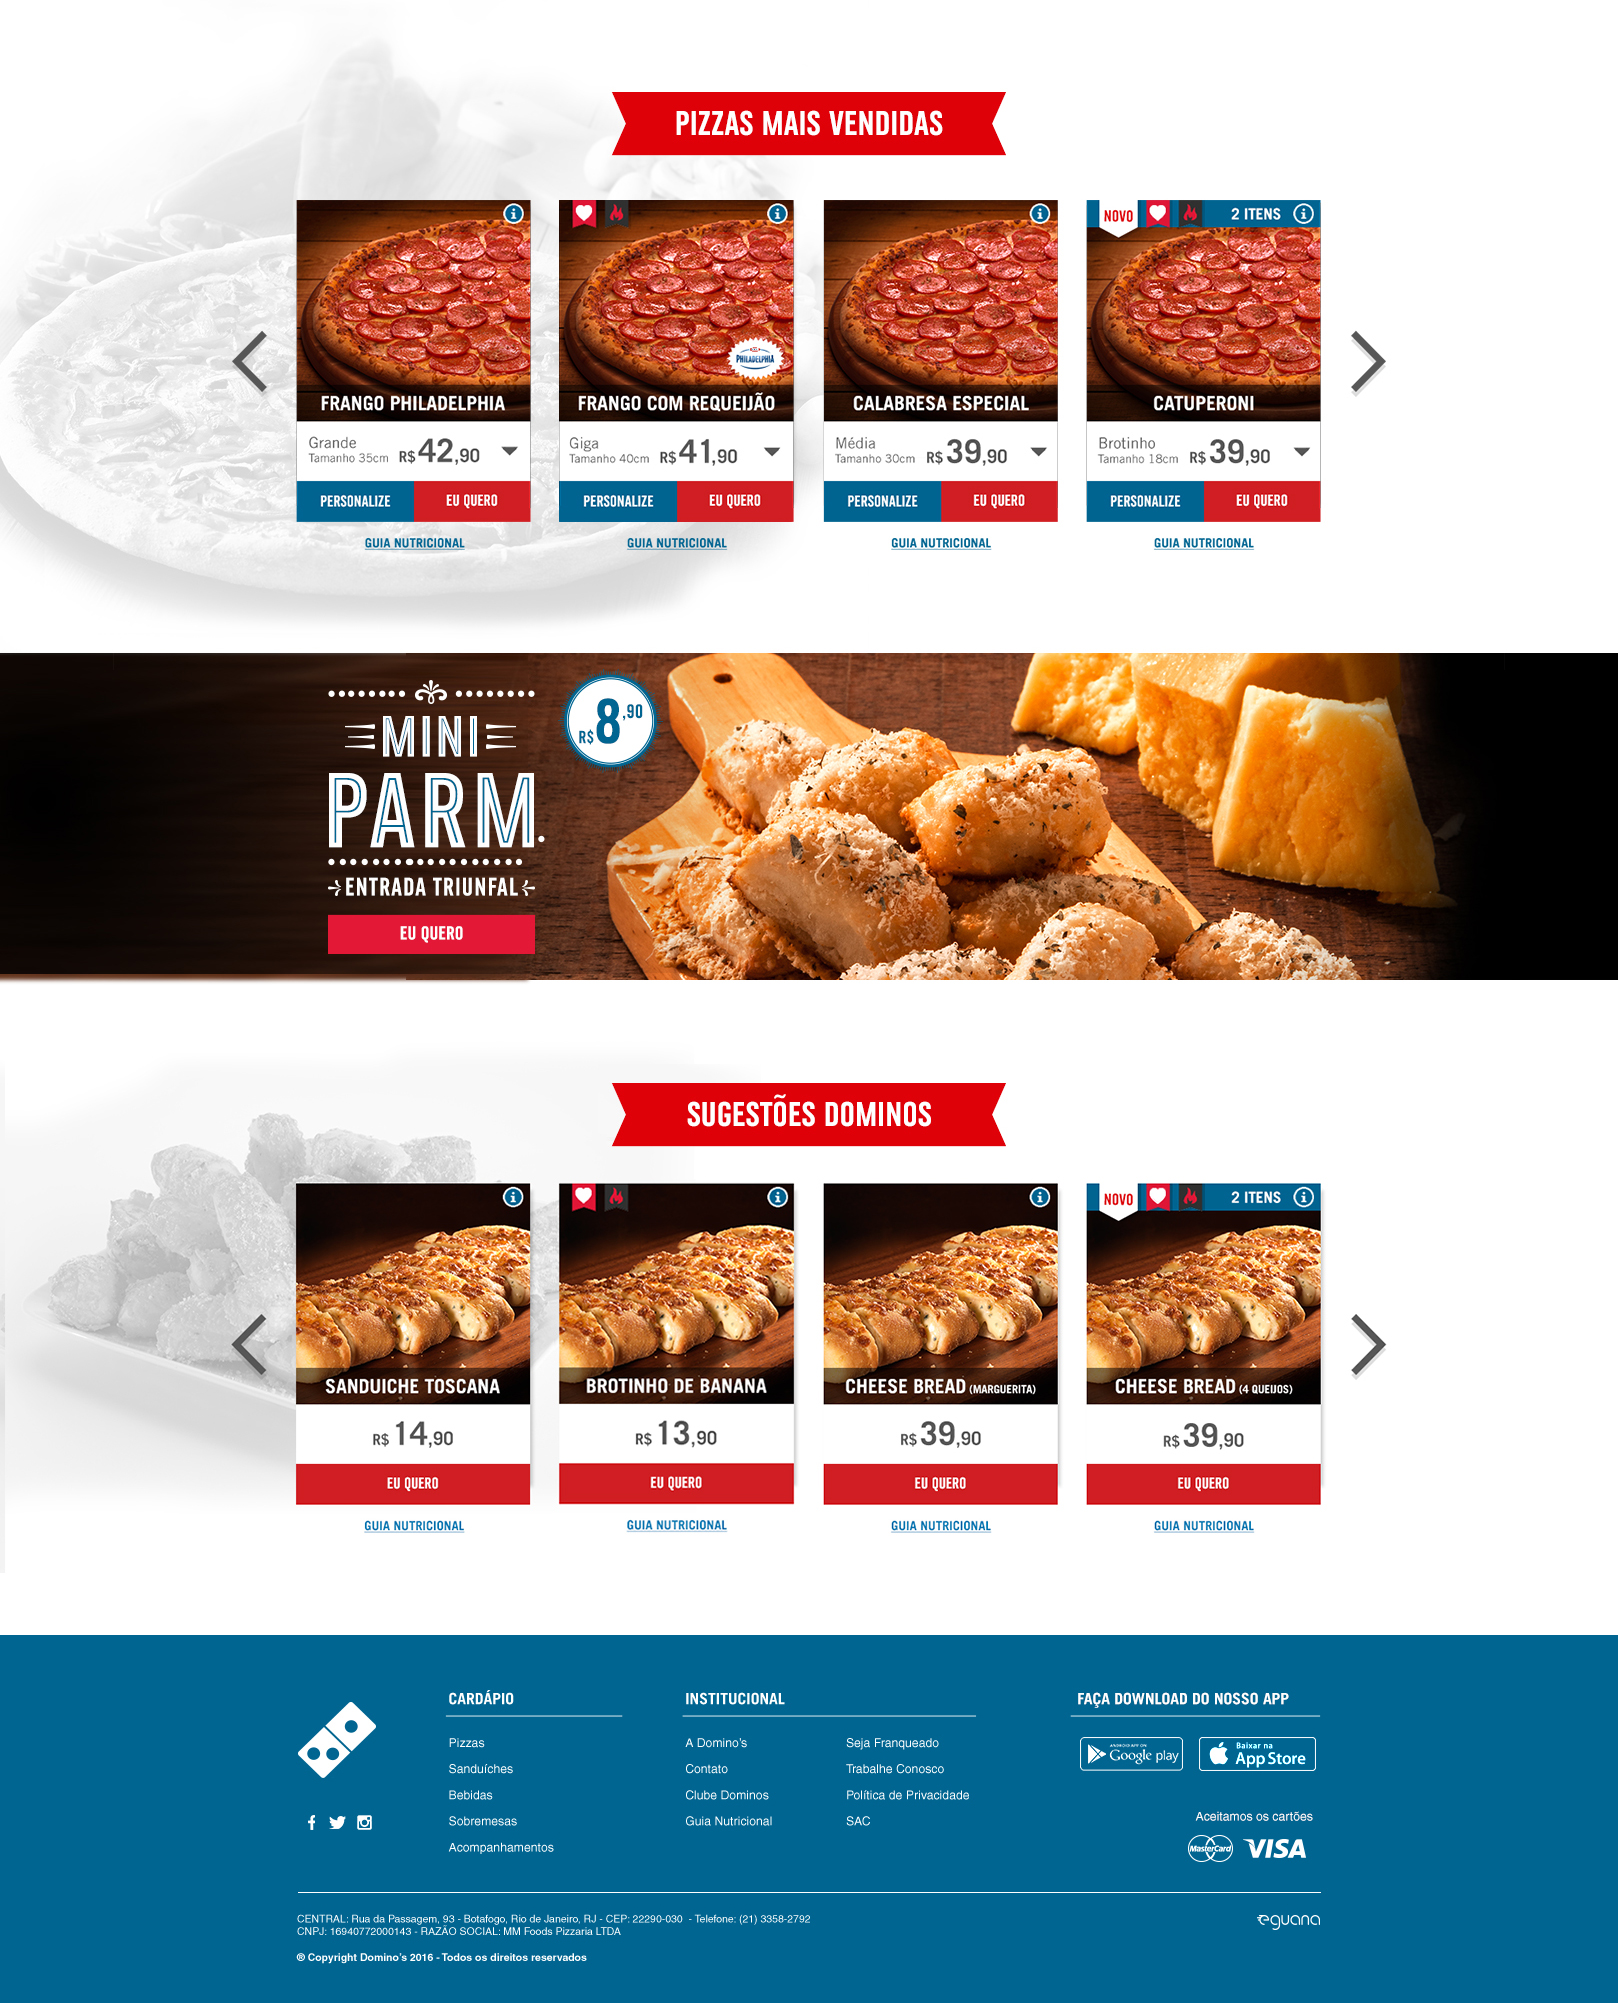 PIZZAS MAIS VENDIDAS
FRANGO PHILADELPHIA
Grande
Tamanho 35cm
R$42,90
PERSONALIZE
EU QUERO
GUIA NUTRICIONAL
PHILADELPHIA
FRANGO COM REQUEIJÃO
Giga
Tamanho 40cm
R$41,90
PERSONALIZE
EU QUERO
GUIA NUTRICIONAL
CALABRESA ESPECIAL
Média
Tamanho 30cm
R$39,90
PERSONALIZE
EU QUERO
GUIA NUTRICIONAL
NOVO
2 ITENS
CATUPERONI
Brotinho
Tamanho 18cm
R$39,90
PERSONALIZE
EU QUERO
GUIA NUTRICIONAL
MINI
PARM.
ENTRADA TRIUNFAL
EU QUERO
R$8,90
SUGESTÕES DOMINOS
SANDUICHE TOSCANA
R$14,90
EU QUERO
GUIA NUTRICIONAL
BROTINHO DE BANANA
R$13,90
EU QUERO
GUIA NUTRICIONAL
CHEESE BREAD (MARGUERITA)
R$39,90
EU QUERO
GUIA NUTRICIONAL
NOVO
2 ITENS
CHEESE BREAD (4 QUEIJOS)
R$39,90
EU QUERO
GUIA NUTRICIONAL
CARDÁPIO
Pizzas
Sanduíches
Bebidas
Sobremesas
Acompanhamentos
INSTITUCIONAL
A Domino's
Contato
Clube Dominos
Guia Nutricional
Seja Franqueado
Trabalhe Conosco
Política de Privacidade
SAC
FAÇA DOWNLOAD DO NOSSO APP
ANDROID APP ON
Google play
Baixar na
App Store
Aceitamos os cartões
MasterCard
VISA
CENTRAL: Rua da Passagem, 93 - Botafogo, Rio de Janeiro, RJ - CEP: 22290-030 - Telefone: (21) 3358-2792
CNPJ: 16940772000143 - RAZÃO SOCIAL: MM Foods Pizzaria LTDA
® Copyright Domino's 2016 - Todos os direitos reservados
eguana